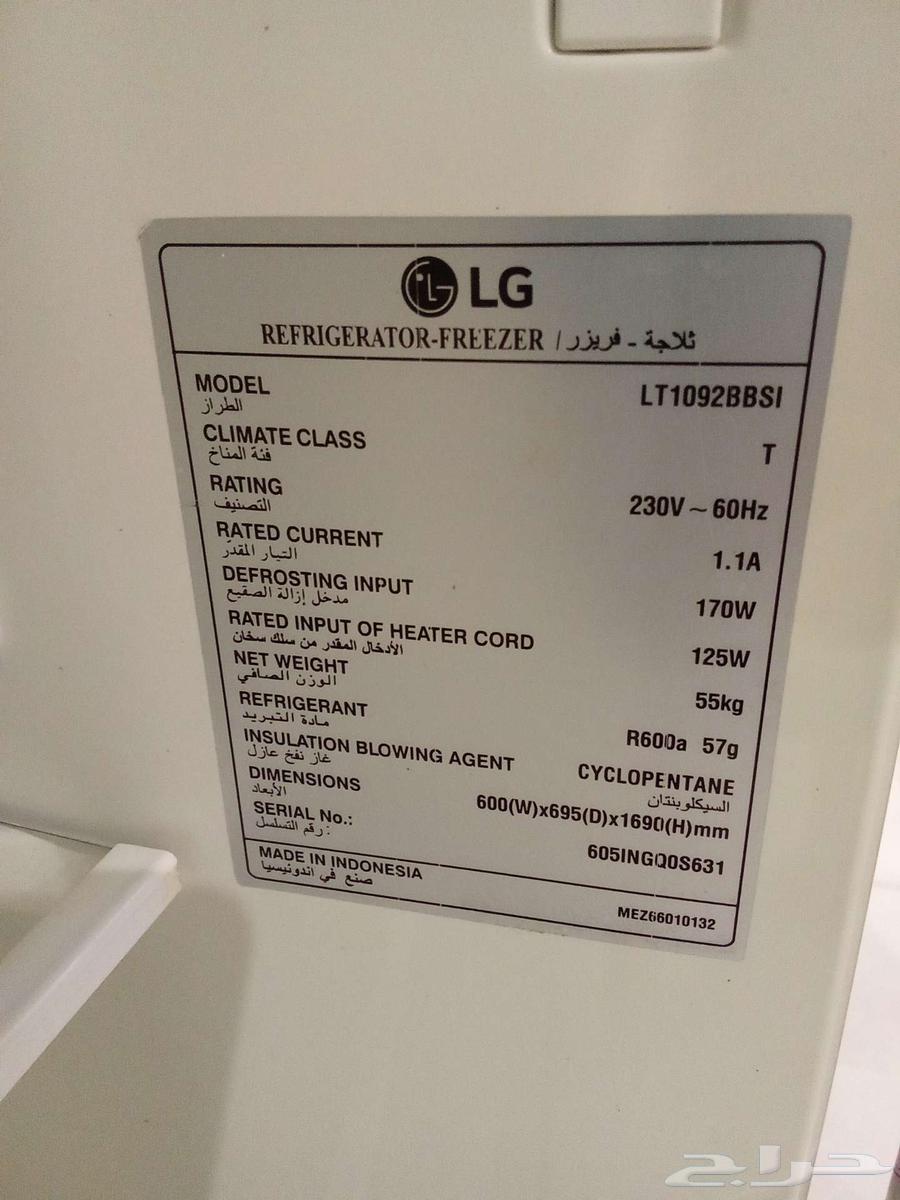 LG
REFRIGERATOR-FREEZER / ثلاجة - فريزر
MODEL LT1092BBSI
الطراز
CLIMATE CLASS T
فئة المناخ
RATING 230V ~ 60Hz
التصنيف
RATED CURRENT 1.1A
التيار المقدّر
DEFROSTING INPUT 170W
مدخل إزالة الصقيع
RATED INPUT OF HEATER CORD 125W
الأدخال المقدر من سلك سخان
NET WEIGHT 55kg
الوزن الصافي
REFRIGERANT R600a 57g
مادة التبريد
INSULATION BLOWING AGENT CYCLOPENTANE
غاز نفخ عازل السيكلوبنتان
DIMENSIONS 600(W)x695(D)x1690(H)mm
الأبعاد
SERIAL No.: 605INGQ0S631
رقم التسلسل :
MADE IN INDONESIA
صنع في اندونيسيا
MEZ66010132
حراج